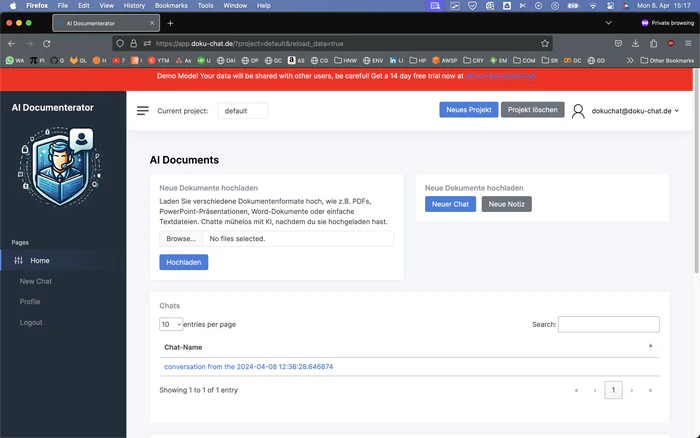 Firefox File Edit View History Bookmarks Tools Window Help
Mon 8. Apr 15:17
AI Documenterator
Private browsing
https://app.doku-chat.de/?project=default&reload_data=true
WA PI G GL H 7 I YTM As CR OAI OP GC AS CG HNW ENV LI HP AWSP CRY EM COM SR GC GD Other Bookmarks
Demo Mode! Your data will be shared with other users, be careful! Get a 14 day free trial now at
AI Documenterator
Current project: default
Neues Projekt
Projekt löschen
dokuchat@doku-chat.de
Pages
Home
New Chat
Profile
Logout
AI Documents
Neue Dokumente hochladen
Laden Sie verschiedene Dokumentenformate hoch, wie z.B. PDFs,
PowerPoint-Präsentationen, Word-Dokumente oder einfache
Textdateien. Chatte mühelos mit KI, nachdem du sie hochgeladen hast.
Browse... No files selected.
Hochladen
Neue Dokumente hochladen
Neuer Chat
Neue Notiz
Chats
10 entries per page
Search:
Chat-Name
conversation from the 2024-04-08 12:36:28.646674
Showing 1 to 1 of 1 entry
« ‹ 1 › »